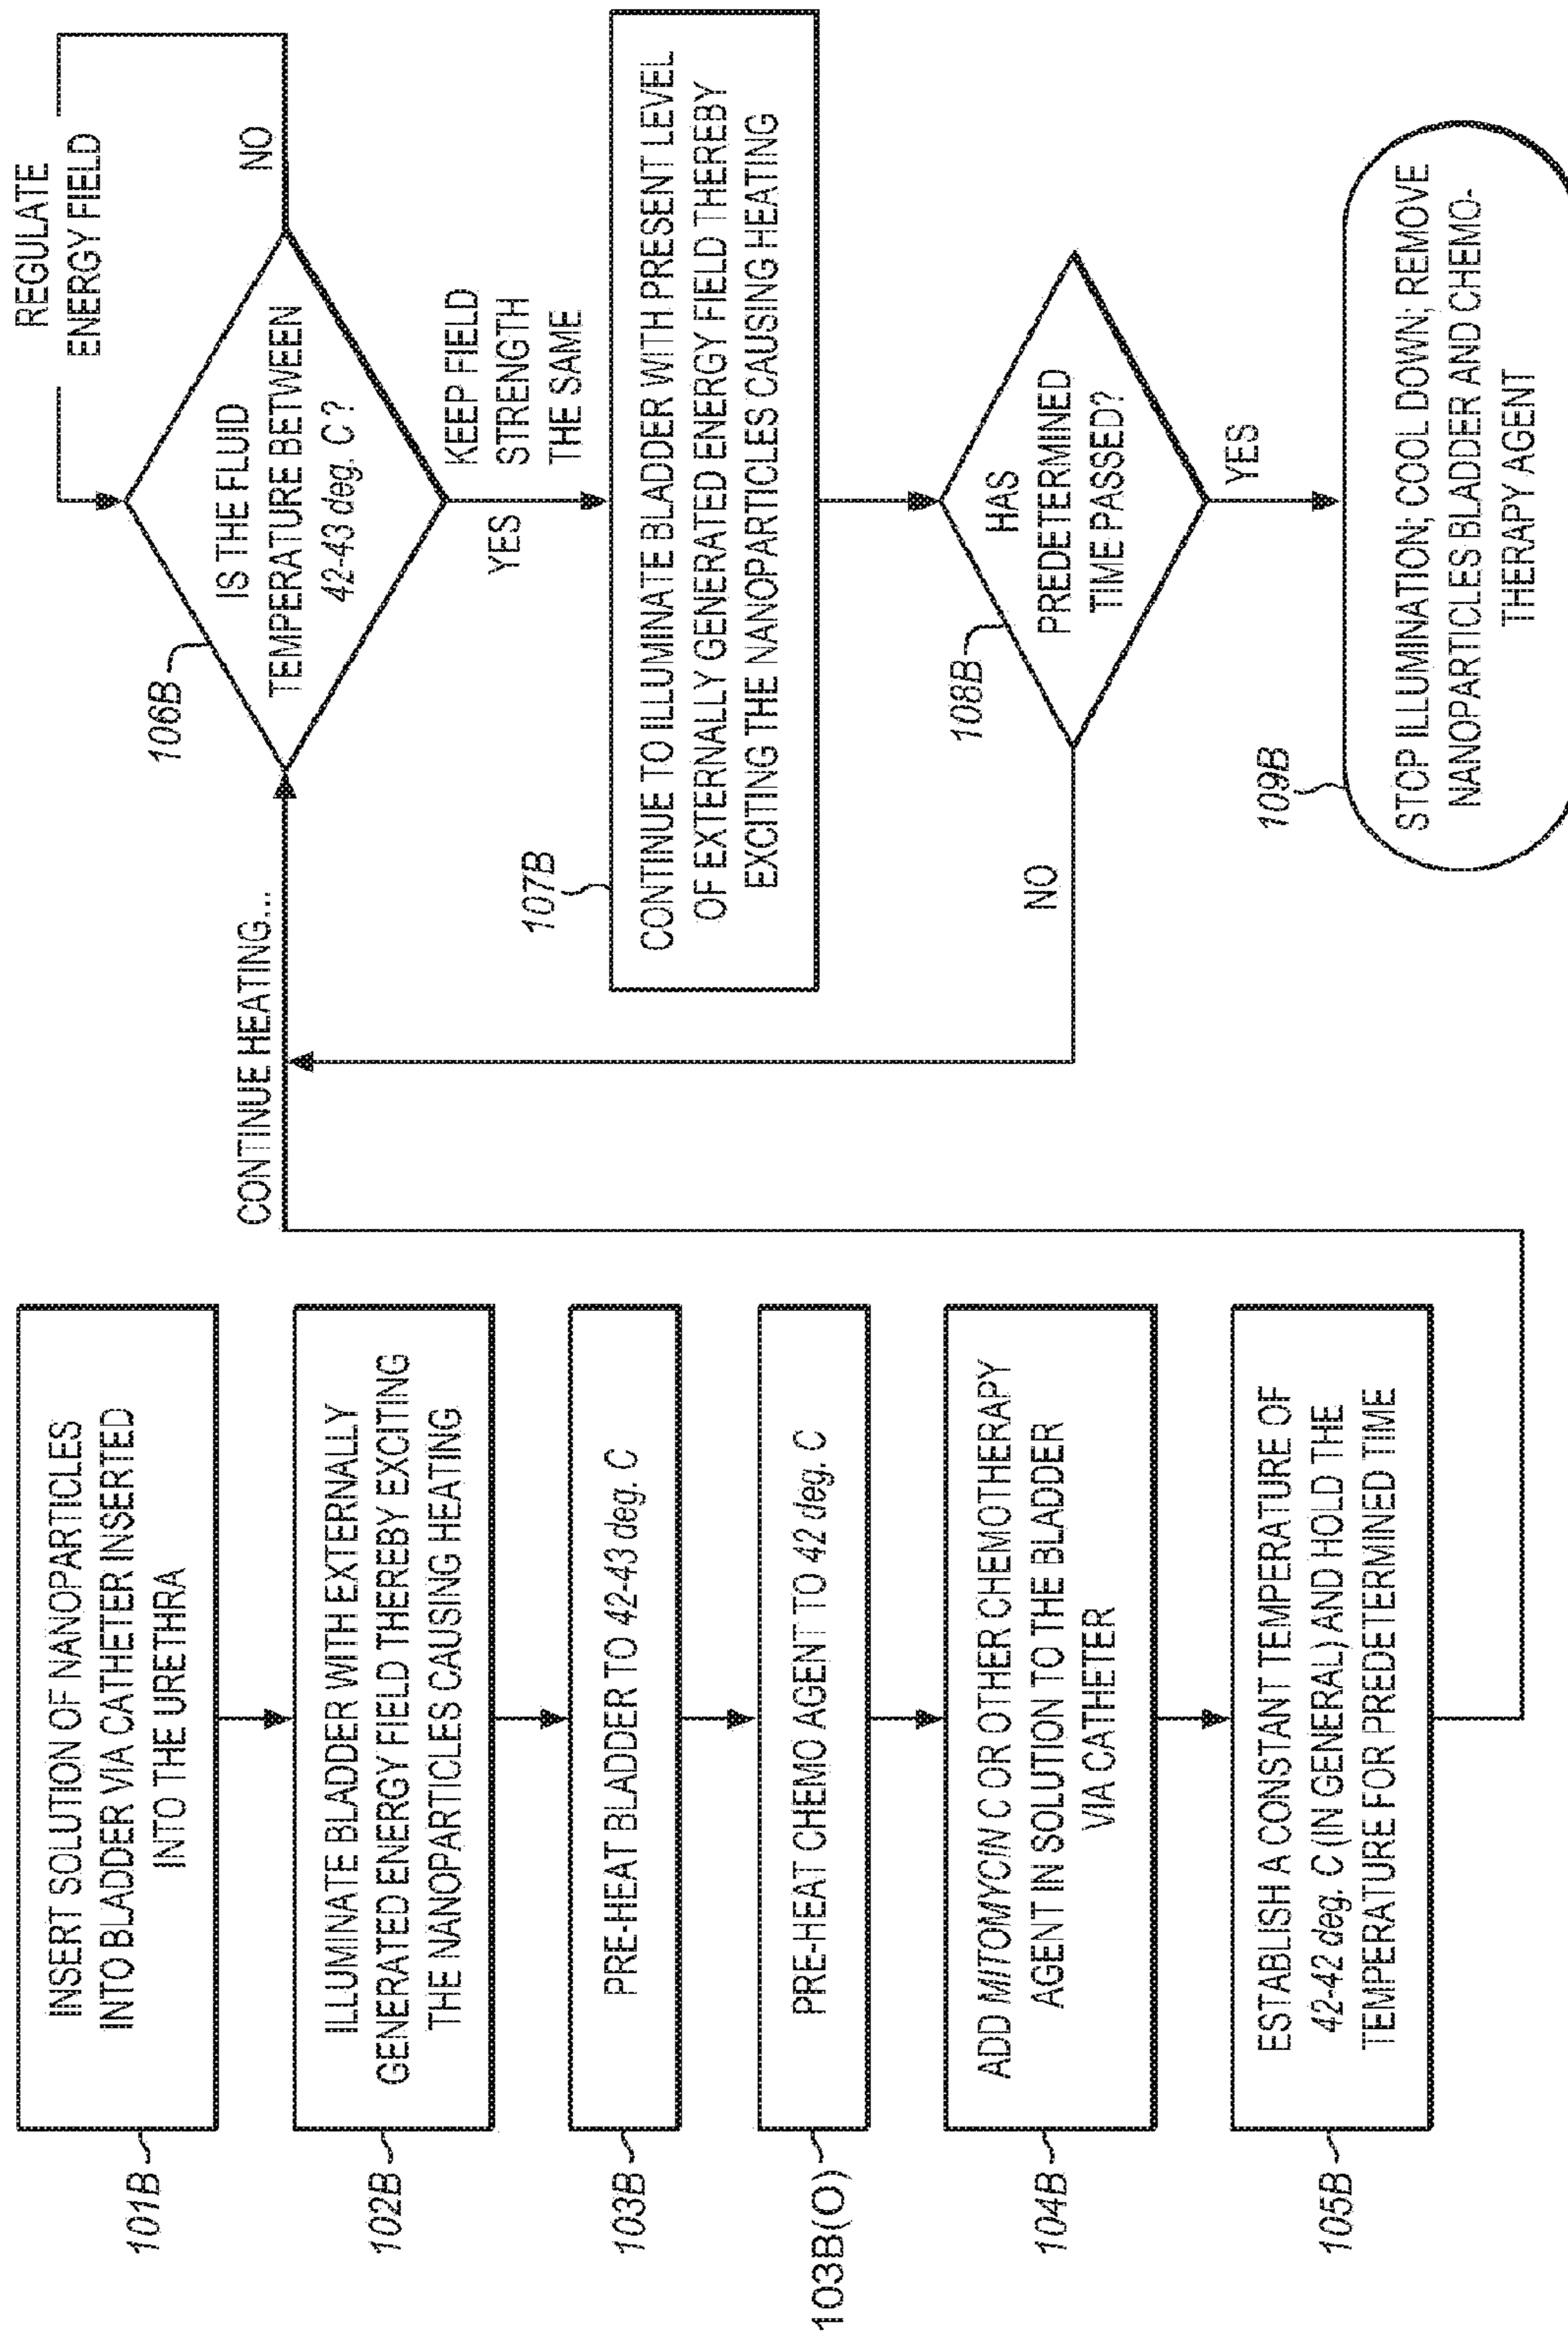 101B
INSERT SOLUTION OF NANOPARTICLES
INTO BLADDER VIA CATHETER INSERTED
INTO THE URETHRA
102B
ILLUMINATE BLADDER WITH EXTERNALLY
GENERATED ENERGY FIELD THEREBY EXCITING
THE NANOPARTICLES CAUSING HEATING
103B
PRE-HEAT BLADDER TO 42-43 deg. C
103B(O)
PRE-HEAT CHEMO AGENT TO 42 deg. C
104B
ADD MITOMYCIN C OR OTHER CHEMOTHERAPY
AGENT IN SOLUTION TO THE BLADDER
VIA CATHETER
105B
ESTABLISH A CONSTANT TEMPERATURE OF
42-42 deg. C (IN GENERAL) AND HOLD THE
TEMPERATURE FOR PREDETERMINED TIME
CONTINUE HEATING...
REGULATE
ENERGY FIELD
NO
106B
IS THE FLUID
TEMPERATURE BETWEEN
42-43 deg. C?
YES
KEEP FIELD
STRENGTH
THE SAME
107B
CONTINUE TO ILLUMINATE BLADDER WITH PRESENT LEVEL
OF EXTERNALLY GENERATED ENERGY FIELD THEREBY
EXCITING THE NANOPARTICLES CAUSING HEATING
108B
HAS
PREDETERMINED
TIME PASSED?
NO
YES
109B
STOP ILLUMINATION; COOL DOWN; REMOVE
NANOPARTICLES BLADDER AND CHEMO-
THERAPY AGENT